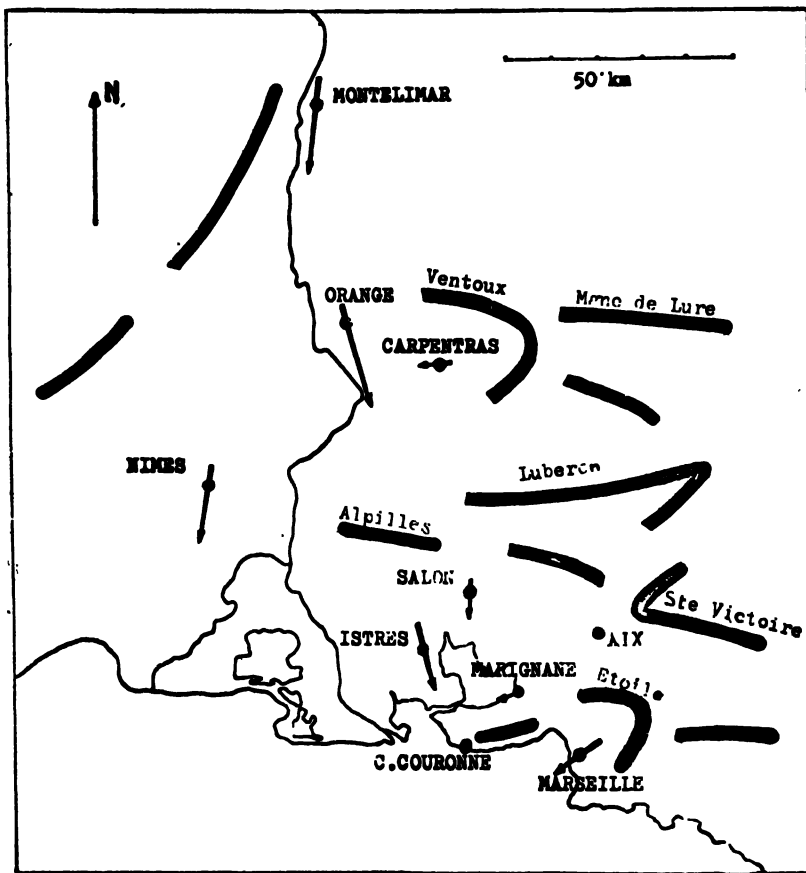 N
50 km
MONTELIMAR
Ventoux
ORANGE
Mgne de Lure
CARPENTRAS
NIMES
Luberon
Alpilles
SALON
Ste Victoire
ISTRES
AIX
MARIGNANE
Etoile
C.COURONNE
MARSEILLE